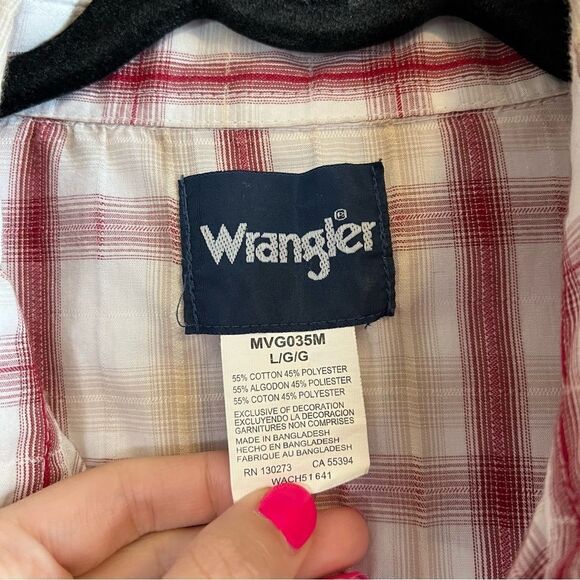 Wrangler®
MVG035M
L/G/G
55% COTTON 45% POLYESTER
55% ALGODON 45% POLIESTER
55% COTON 45% POLYESTER
EXCLUSIVE OF DECORATION
EXCLUYENDO LA DECORACION
GARNITURES NON COMPRISES
MADE IN BANGLADESH
HECHO EN BANGLADESH
FABRIQUE AU BANGLADESH
RN 130273 CA 55394
WACH51641